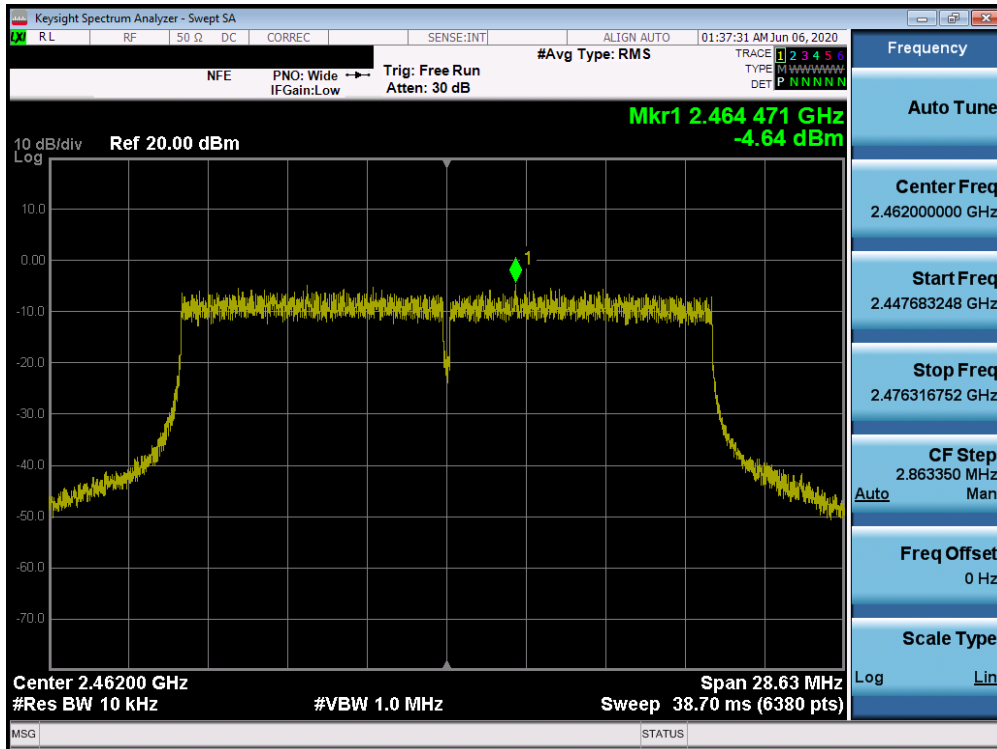 Keysight Spectrum Analyzer - Swept SA
LXI RL RF 50 Ω DC CORREC SENSE:INT ALIGN AUTO 01:37:31 AM Jun 06, 2020
#Avg Type: RMS TRACE 1 2 3 4 5 6
NFE PNO: Wide Trig: Free Run TYPE M WWWWW
IFGain:Low Atten: 30 dB DET P N N N N N
Mkr1 2.464 471 GHz
-4.64 dBm
10 dB/div Ref 20.00 dBm
Log
10.0
0.00
1
-10.0
-20.0
-30.0
-40.0
-50.0
-60.0
-70.0
Center 2.46200 GHz Span 28.63 MHz
#Res BW 10 kHz #VBW 1.0 MHz Sweep 38.70 ms (6380 pts)
MSG STATUS
Frequency
Auto Tune
Center Freq
2.462000000 GHz
Start Freq
2.447683248 GHz
Stop Freq
2.476316752 GHz
CF Step
2.863350 MHz
Auto Man
Freq Offset
0 Hz
Scale Type
Log Lin